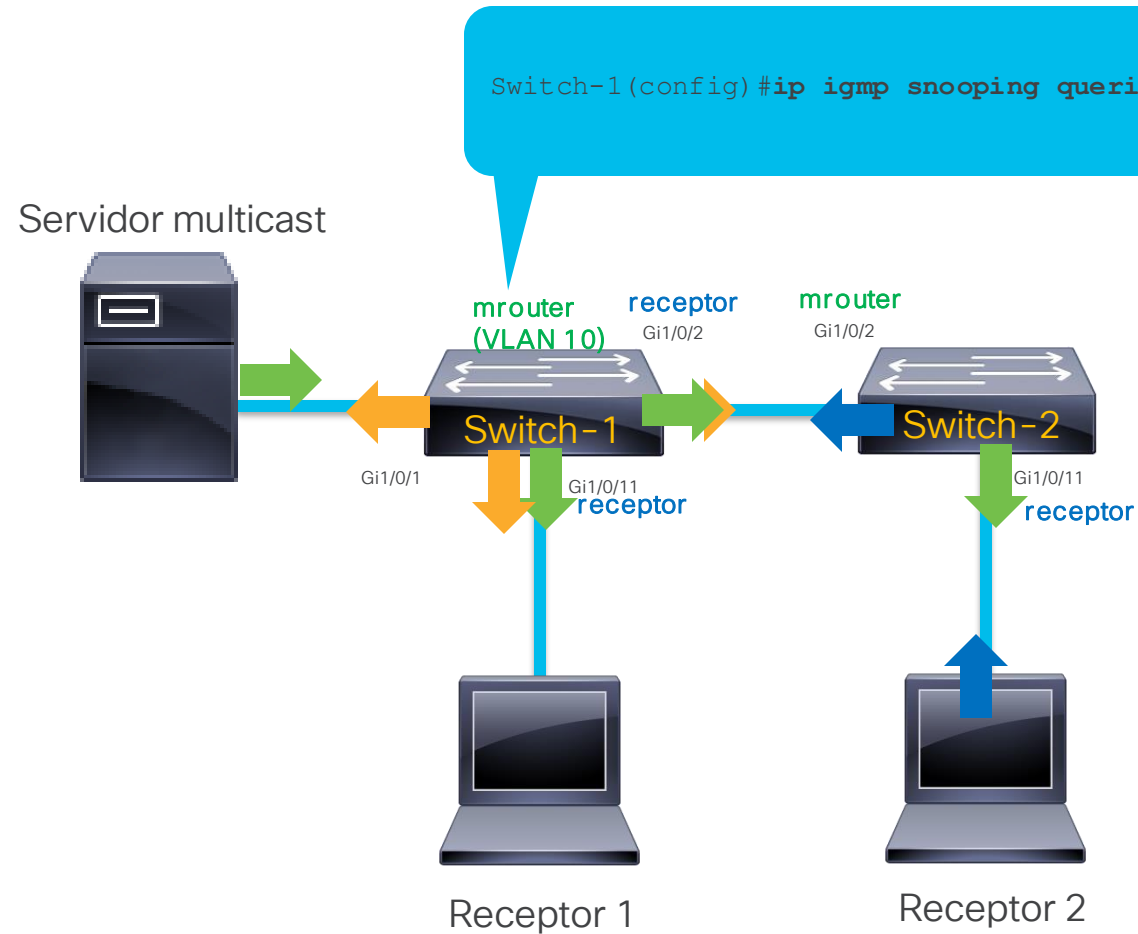 Switch-1(config)#ip igmp snooping queri
Servidor multicast
mrouter
(VLAN 10)
receptor
Gi1/0/2
mrouter
Gi1/0/2
Switch-1
Switch-2
Gi1/0/1
Gi1/0/11
receptor
Gi1/0/11
receptor
Receptor 1
Receptor 2